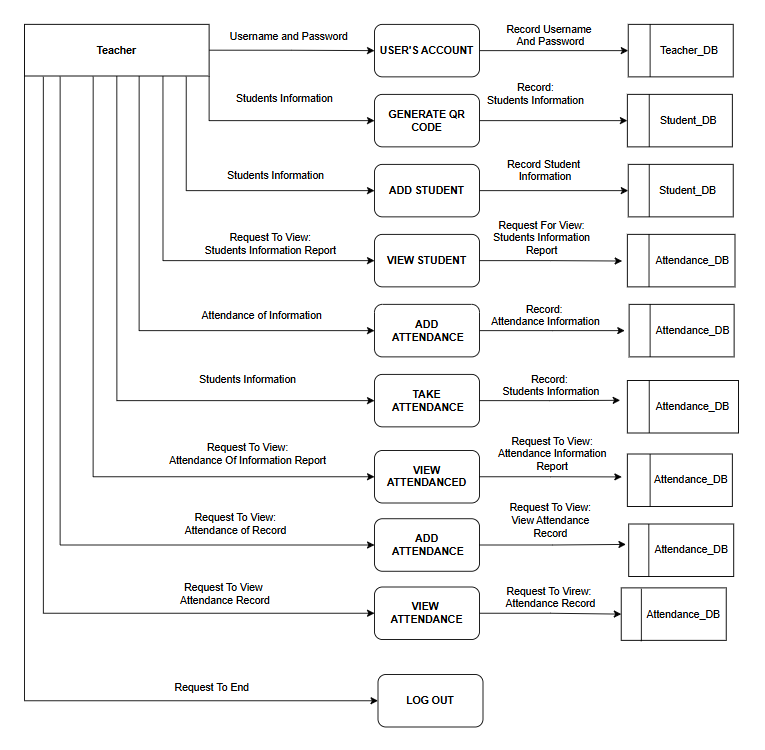 Teacher
Username and Password
USER'S ACCOUNT
Record Username
And Password
Teacher_DB
Students Information
GENERATE QR
CODE
Record:
Students Information
Student_DB
Students Information
ADD STUDENT
Record Student
Information
Student_DB
Request To View:
Students Information Report
VIEW STUDENT
Request For View:
Students Information
Report
Attendance_DB
Attendance of Information
ADD
ATTENDANCE
Record:
Attendance Information
Attendance_DB
Students Information
TAKE
ATTENDANCE
Record:
Students Information
Attendance_DB
Request To View:
Attendance Of Information Report
VIEW
ATTENDANCED
Request To View:
Attendance Information
Report
Attendance_DB
Request To View:
Attendance of Record
ADD
ATTENDANCE
Request To View:
View Attendance
Record
Attendance_DB
Request To View
Attendance Record
VIEW
ATTENDANCE
Request To Virew:
Attendance Record
Attendance_DB
Request To End
LOG OUT